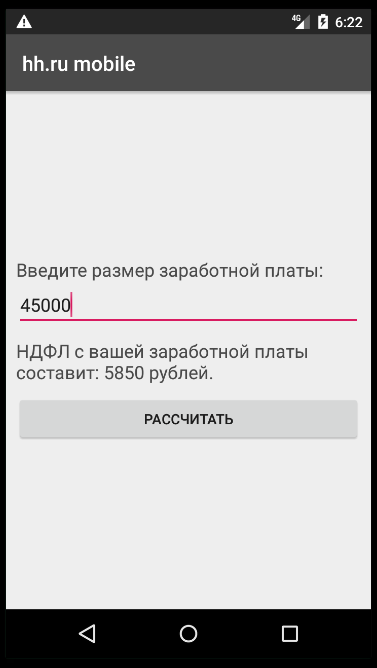 4G 6:22
hh.ru mobile
Введите размер заработной платы:
45000
НДФЛ с вашей заработной платы
составит: 5850 рублей.
РАССЧИТАТЬ